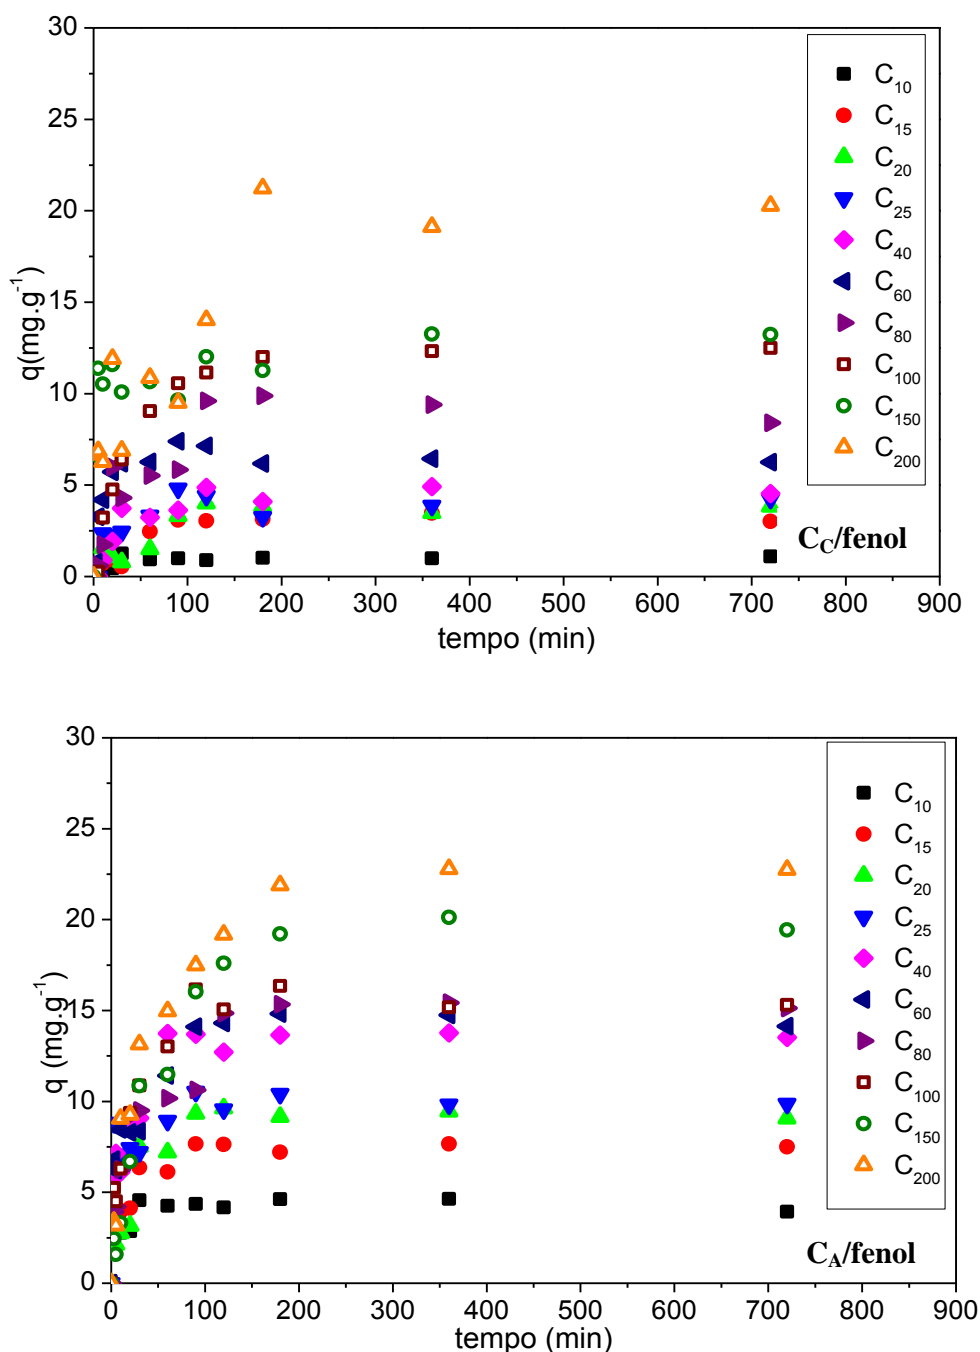 30
25
20
15
10
5
0
q(mg.g⁻¹)
0 100 200 300 400 500 600 700 800 900
tempo (min)
C₁₀
C₁₅
C₂₀
C₂₅
C₄₀
C₆₀
C₈₀
C₁₀₀
C₁₅₀
C₂₀₀
C_C/fenol
30
25
20
15
10
5
0
q (mg.g⁻¹)
0 100 200 300 400 500 600 700 800 900
tempo (min)
C₁₀
C₁₅
C₂₀
C₂₅
C₄₀
C₆₀
C₈₀
C₁₀₀
C₁₅₀
C₂₀₀
C_A/fenol